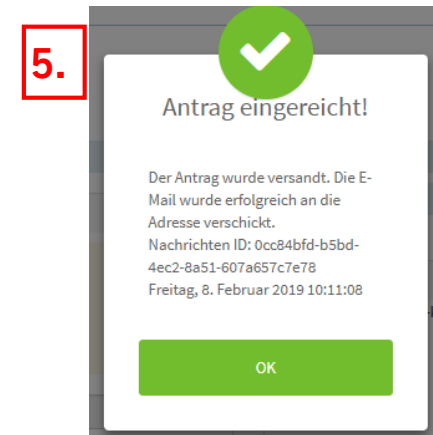 5.
Antrag eingereicht!
Der Antrag wurde versandt. Die E-
Mail wurde erfolgreich an die
Adresse verschickt.
Nachrichten ID: 0cc84bfd-b5bd-
4ec2-8a51-607a657c7e78
Freitag, 8. Februar 2019 10:11:08
OK